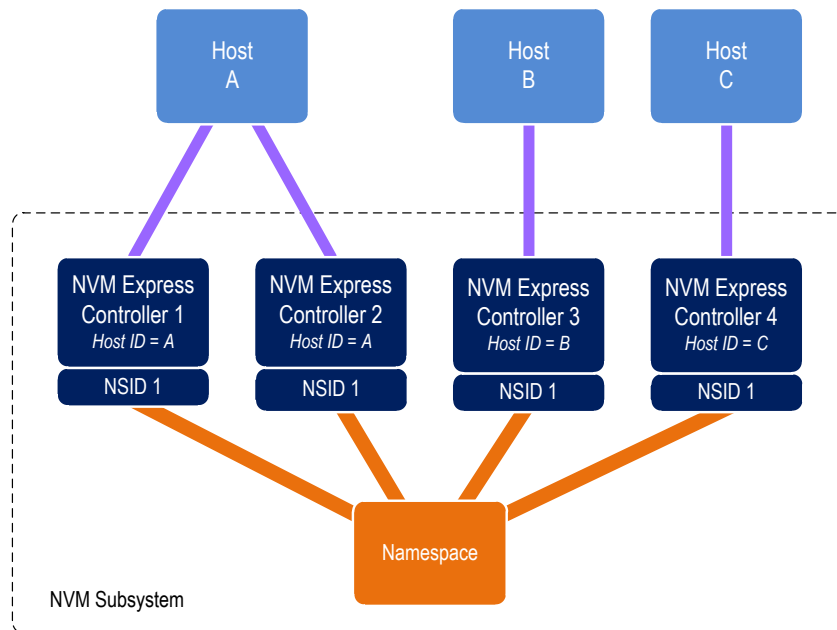 Host
A
Host
B
Host
C
NVM Express
Controller 1
Host ID = A
NVM Express
Controller 2
Host ID = A
NVM Express
Controller 3
Host ID = B
NVM Express
Controller 4
Host ID = C
NSID 1
NSID 1
NSID 1
NSID 1
Namespace
NVM Subsystem